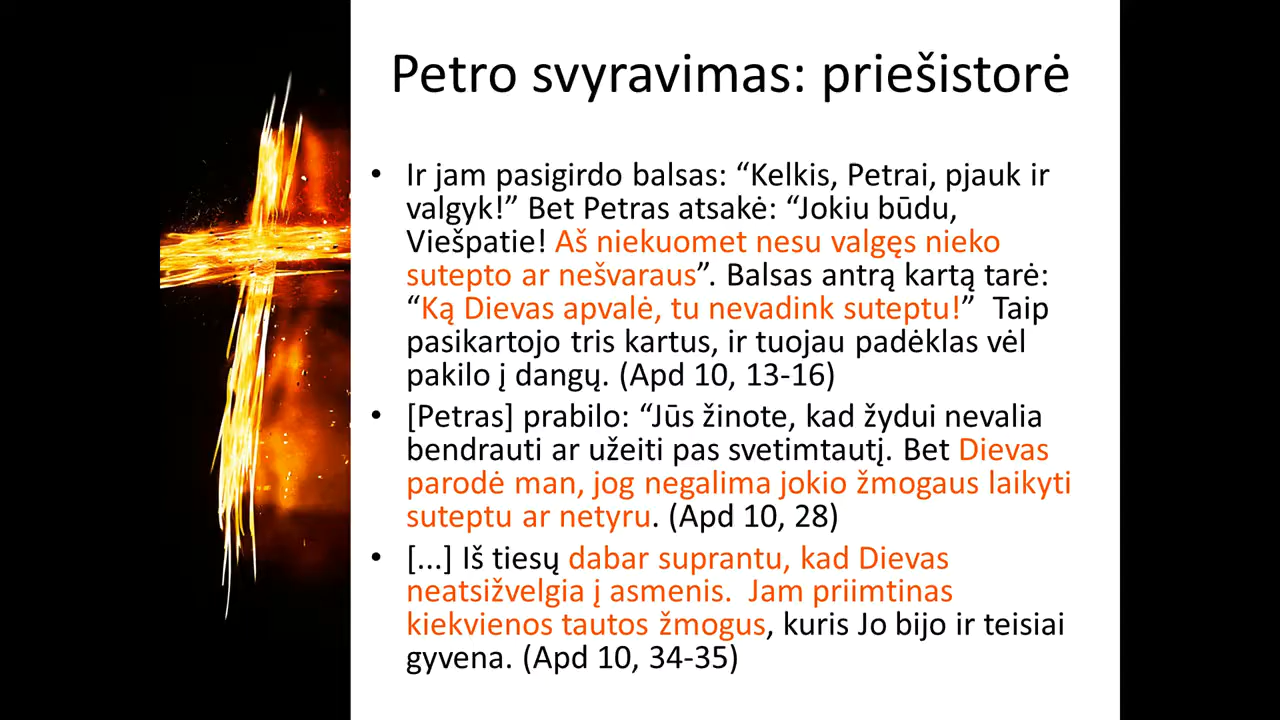 Petro svyravimas: priešistorė
• Ir jam pasigirdo balsas: “Kelkis, Petrai, pjauk ir
valgyk!” Bet Petras atsakė: “Jokiu būdu,
Viešpatie! Aš niekuomet nesu valgęs nieko
sutepto ar nešvaraus”. Balsas antrą kartą tarė:
“Ką Dievas apvalė, tu nevadink suteptu!” Taip
pasikartojo tris kartus, ir tuojau padėklas vėl
pakilo į dangų. (Apd 10, 13-16)
• [Petras] prabilo: “Jūs žinote, kad žydui nevalia
bendrauti ar užeiti pas svetimtautį. Bet Dievas
parodė man, jog negalima jokio žmogaus laikyti
suteptu ar netyru. (Apd 10, 28)
• [...] Iš tiesų dabar suprantu, kad Dievas
neatsižvelgia į asmenis. Jam priimtinas
kiekvienos tautos žmogus, kuris Jo bijo ir teisiai
gyvena. (Apd 10, 34-35)